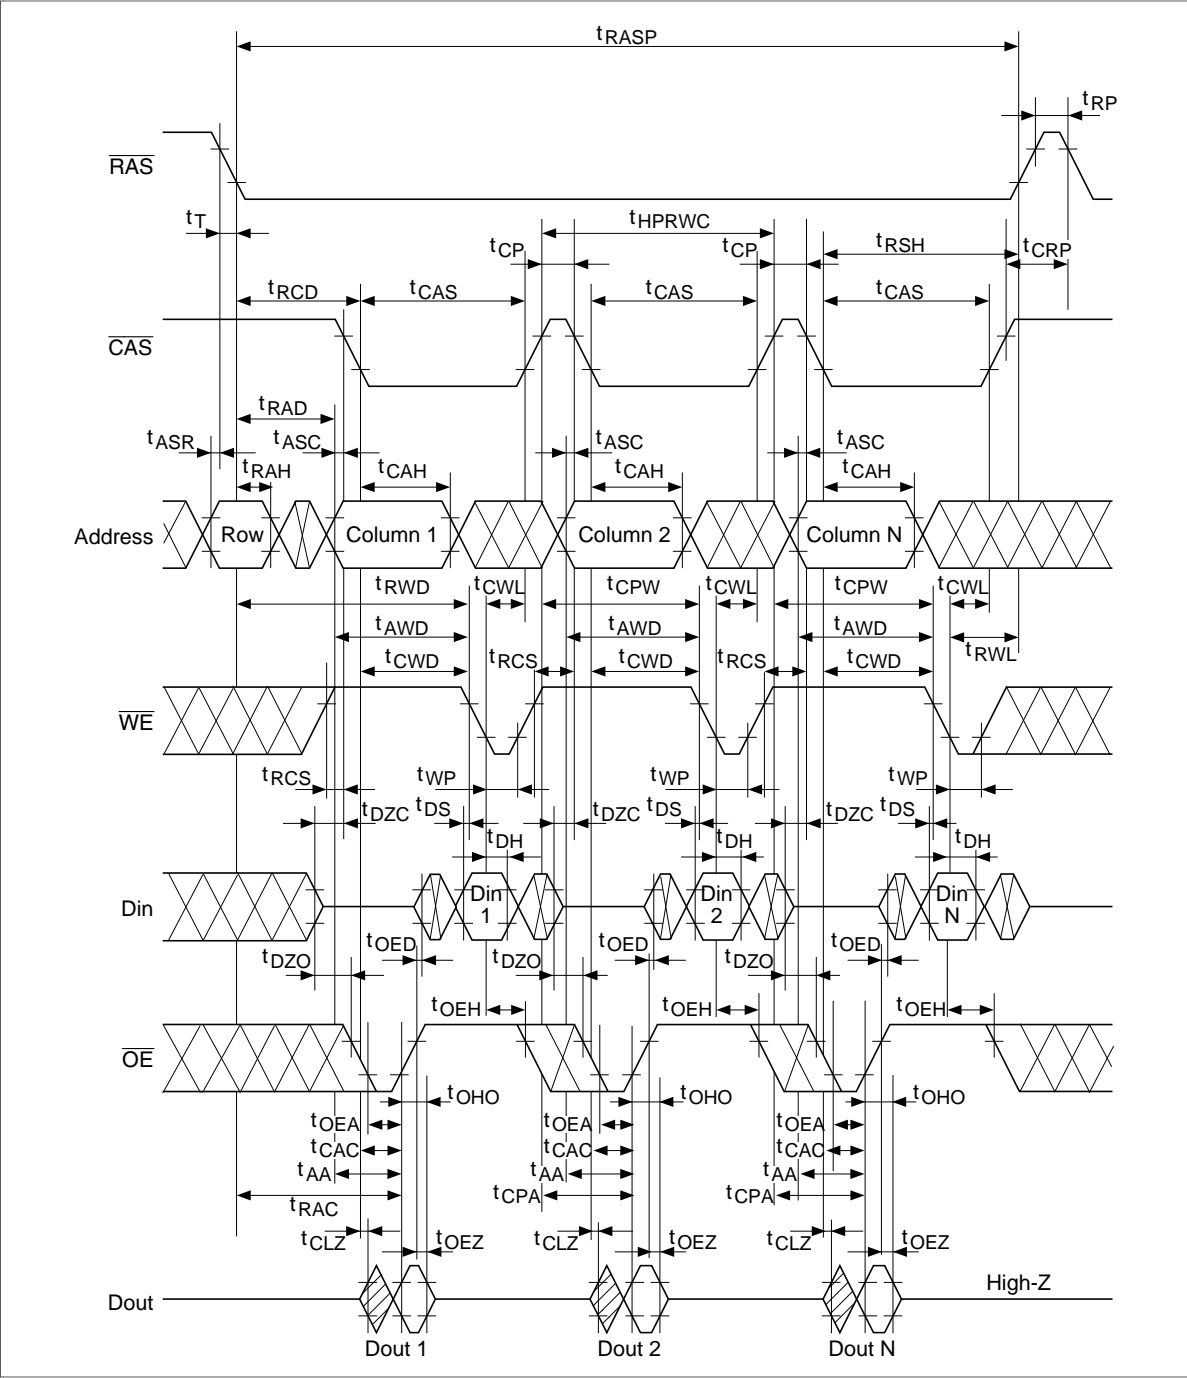 tRASP
tRP
RAS
tT
tHPRWC
tCP
tCP
tRSH
tCRP
tRCD
tCAS
tCAS
tCAS
CAS
tRAD
tASR
tASC
tASC
tASC
tRAH
tCAH
tCAH
tCAH
Address
Row
Column 1
Column 2
Column N
tRWD
tCWL
tCPW
tCWL
tCPW
tCWL
tAWD
tAWD
tAWD
tCWD
tRCS
tCWD
tRCS
tCWD
tRWL
WE
tRCS
tWP
tWP
tWP
tDZC
tDS
tDZC
tDS
tDZC
tDS
tDH
tDH
tDH
Din
Din 1
Din 2
Din N
tDZO
tOED
tDZO
tOED
tDZO
tOED
tOEH
tOEH
tOEH
OE
tOHO
tOHO
tOHO
tOEA
tOEA
tOEA
tCAC
tCAC
tCAC
tAA
tAA
tAA
tRAC
tCPA
tCPA
tCLZ
tOEZ
tCLZ
tOEZ
tCLZ
tOEZ
Dout
High-Z
Dout 1
Dout 2
Dout N